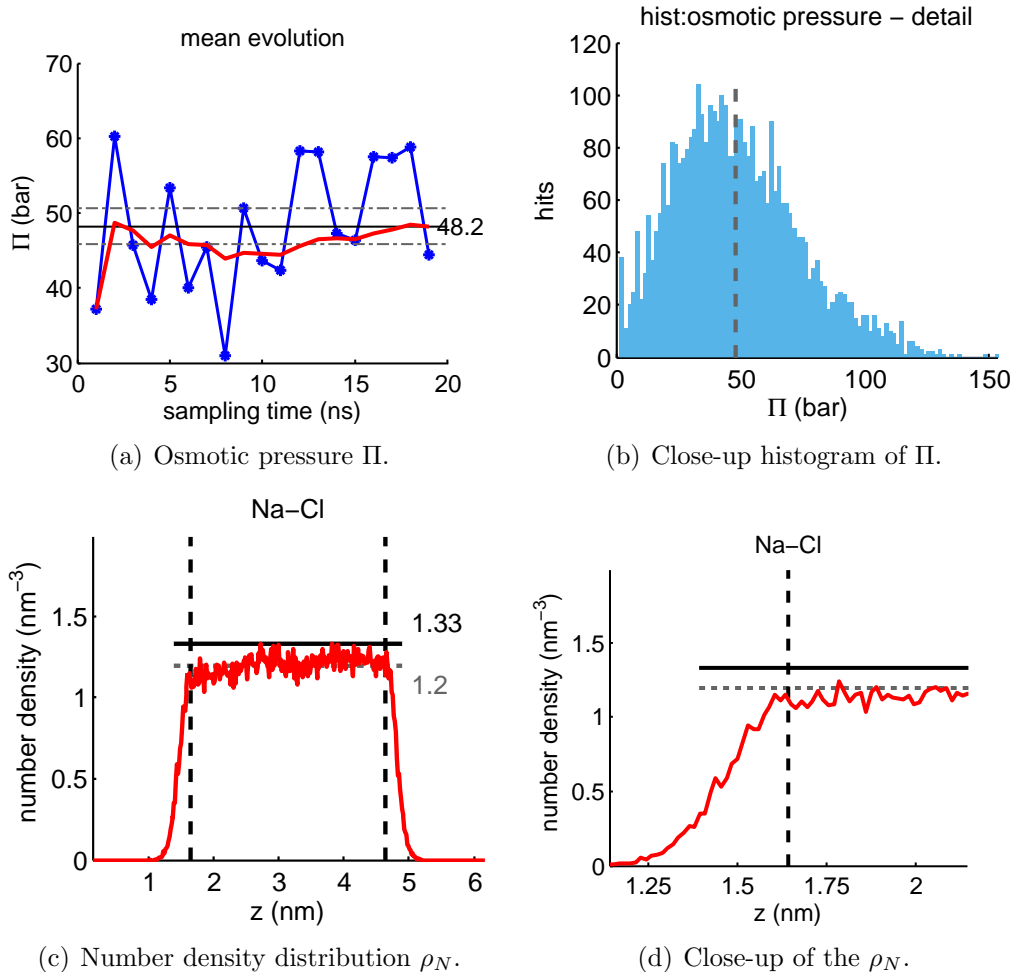 mean evolution
70
60
50
40
30
Π (bar)
48.2
0
5
10
15
20
sampling time (ns)
(a) Osmotic pressure Π.
hist:osmotic pressure − detail
120
100
80
60
40
20
0
hits
0
50
100
150
Π (bar)
(b) Close-up histogram of Π.
Na−Cl
1.5
1
0.5
0
number density (nm⁻³)
1.33
1.2
1
2
3
4
5
6
z (nm)
(c) Number density distribution ρ_N.
Na−Cl
1.5
1
0.5
0
number density (nm⁻³)
1.25
1.5
1.75
2
z (nm)
(d) Close-up of the ρ_N.